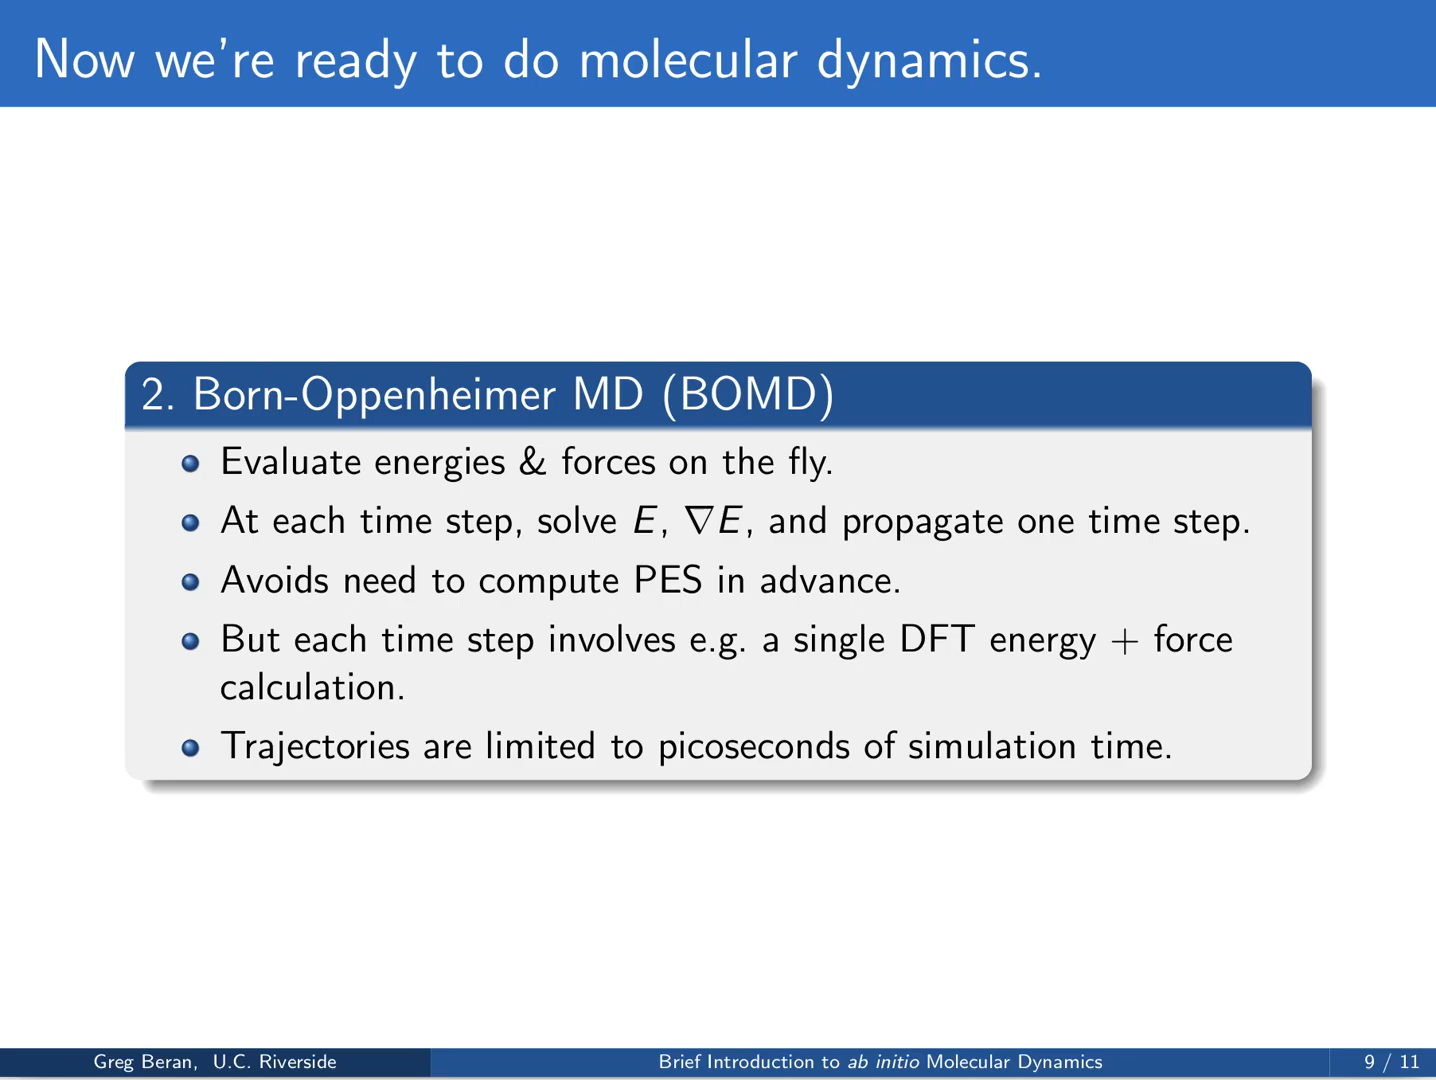 Now we're ready to do molecular dynamics.
2. Born-Oppenheimer MD (BOMD)
Evaluate energies & forces on the fly.
At each time step, solve E, ∇E, and propagate one time step.
Avoids need to compute PES in advance.
But each time step involves e.g. a single DFT energy + force
calculation.
Trajectories are limited to picoseconds of simulation time.
Greg Beran, U.C. Riverside
Brief Introduction to ab initio Molecular Dynamics
9 / 11